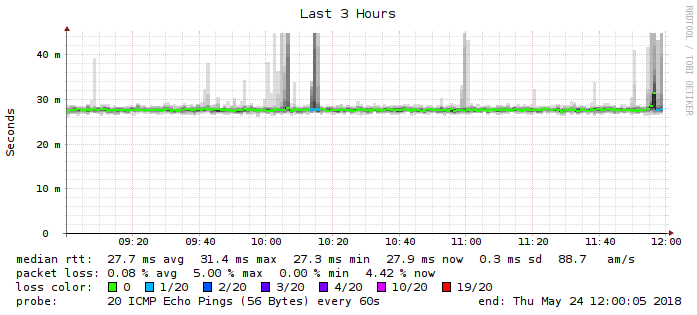 Last 3 Hours
RRDTOOL / TOBI OETIKER
Seconds
40 m
30 m
20 m
10 m
0
09:20 09:40 10:00 10:20 10:40 11:00 11:20 11:40 12:00
median rtt: 27.7 ms avg 31.4 ms max 27.3 ms min 27.9 ms now 0.3 ms sd 88.7 am/s
packet loss: 0.08 % avg 5.00 % max 0.00 % min 4.42 % now
loss color: 0 1/20 2/20 3/20 4/20 10/20 19/20
probe: 20 ICMP Echo Pings (56 Bytes) every 60s end: Thu May 24 12:00:05 2018